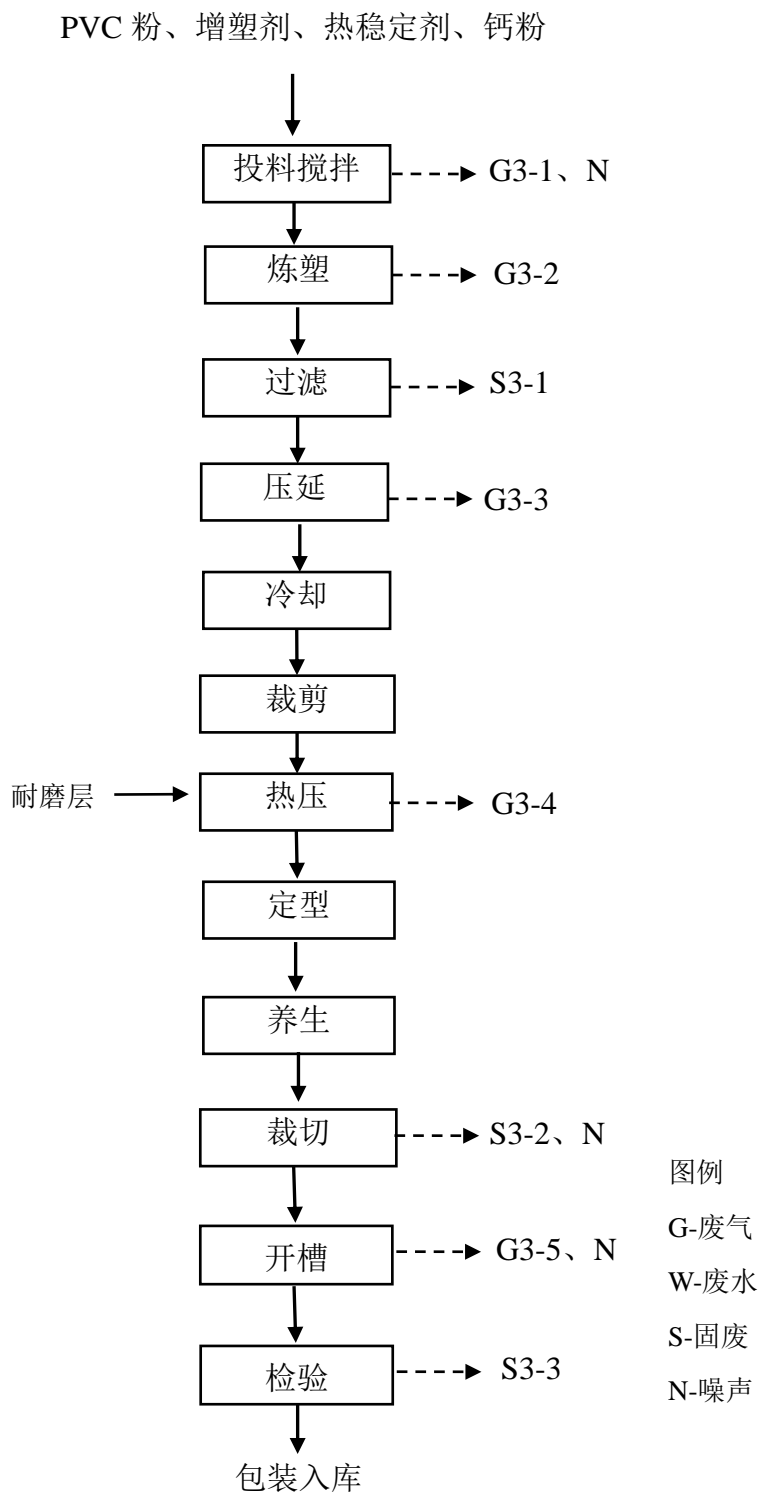 PVC 粉、增塑剂、热稳定剂、钙粉
投料搅拌
G3-1、N
炼塑
G3-2
过滤
S3-1
压延
G3-3
冷却
裁剪
耐磨层
热压
G3-4
定型
养生
裁切
S3-2、N
开槽
G3-5、N
检验
S3-3
包装入库
图例
G-废气
W-废水
S-固废
N-噪声